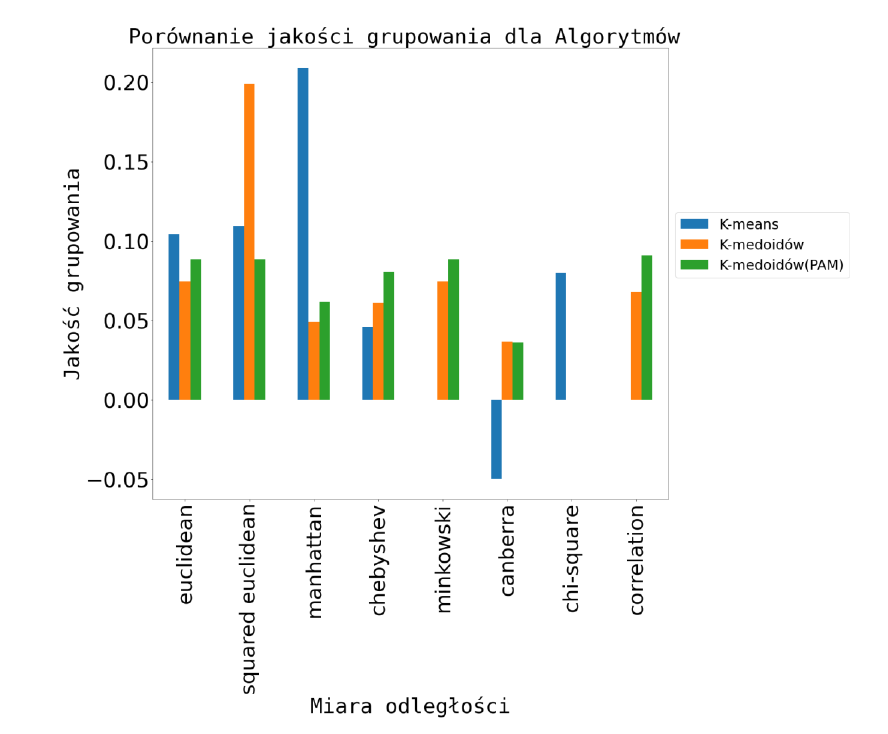 Porównanie jakości grupowania dla Algorytmów
Jakość grupowania
0.20
0.15
0.10
0.05
0.00
−0.05
K-means
K-medoidów
K-medoidów(PAM)
euclidean
squared euclidean
manhattan
chebyshev
minkowski
canberra
chi-square
correlation
Miara odległości